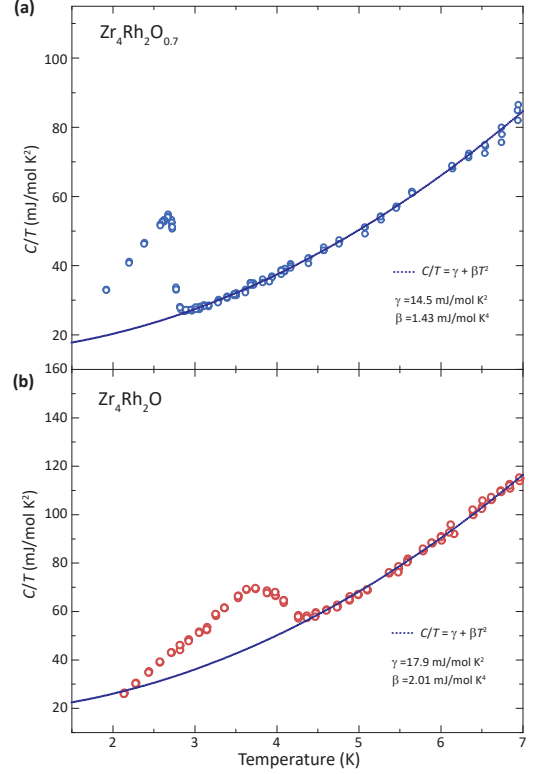 (a)
Zr4Rh2O0.7
100
80
60
40
20
C/T (mJ/mol K²)
C/T = γ + βT²
γ =14.5 mJ/mol K²
β =1.43 mJ/mol K⁴
(b)
160
Zr4Rh2O
140
120
100
80
60
40
20
C/T (mJ/mol K²)
C/T = γ + βT²
γ =17.9 mJ/mol K²
β =2.01 mJ/mol K⁴
2 3 4 5 6 7
Temperature (K)